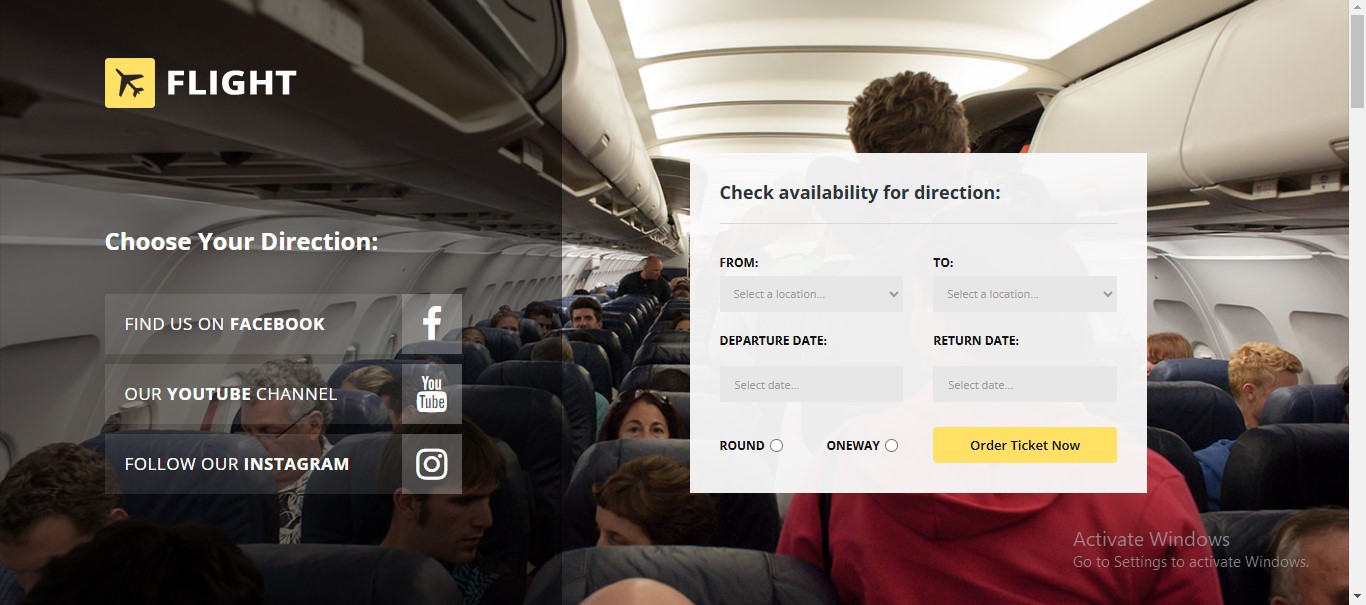 FLIGHT
Choose Your Direction:
FIND US ON FACEBOOK
OUR YOUTUBE CHANNEL
You
Tube
FOLLOW OUR INSTAGRAM
Check availability for direction:
FROM:
TO:
Select a location...
Select a location...
DEPARTURE DATE:
RETURN DATE:
Select date...
Select date...
ROUND
ONEWAY
Order Ticket Now
Activate Windows
Go to Settings to activate Windows.